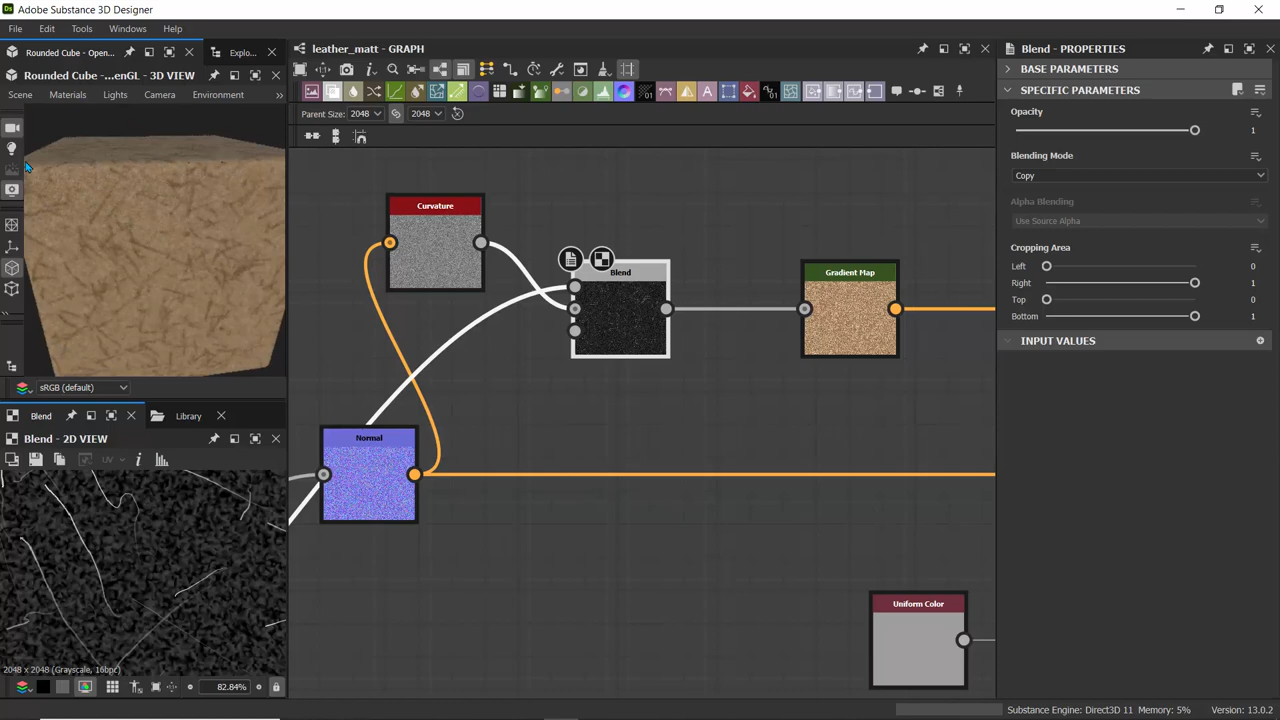 Adobe Substance 3D Designer
File Edit Tools Windows Help
Rounded Cube - Open... Explo...
Rounded Cube -...enGL - 3D VIEW
Scene Materials Lights Camera Environment
sRGB (default)
Blend Library
Blend - 2D VIEW
UV
2048 x 2048 (Grayscale, 16bpc)
82.84%
leather_matt - GRAPH
Parent Size: 2048 2048
Curvature
Blend
Gradient Map
Normal
Uniform Color
Blend - PROPERTIES
BASE PARAMETERS
SPECIFIC PARAMETERS
Opacity
1
Blending Mode
Copy
Alpha Blending
Use Source Alpha
Cropping Area
Left 0
Right 1
Top 0
Bottom 1
INPUT VALUES
Substance Engine: Direct3D 11 Memory: 5% Version: 13.0.2